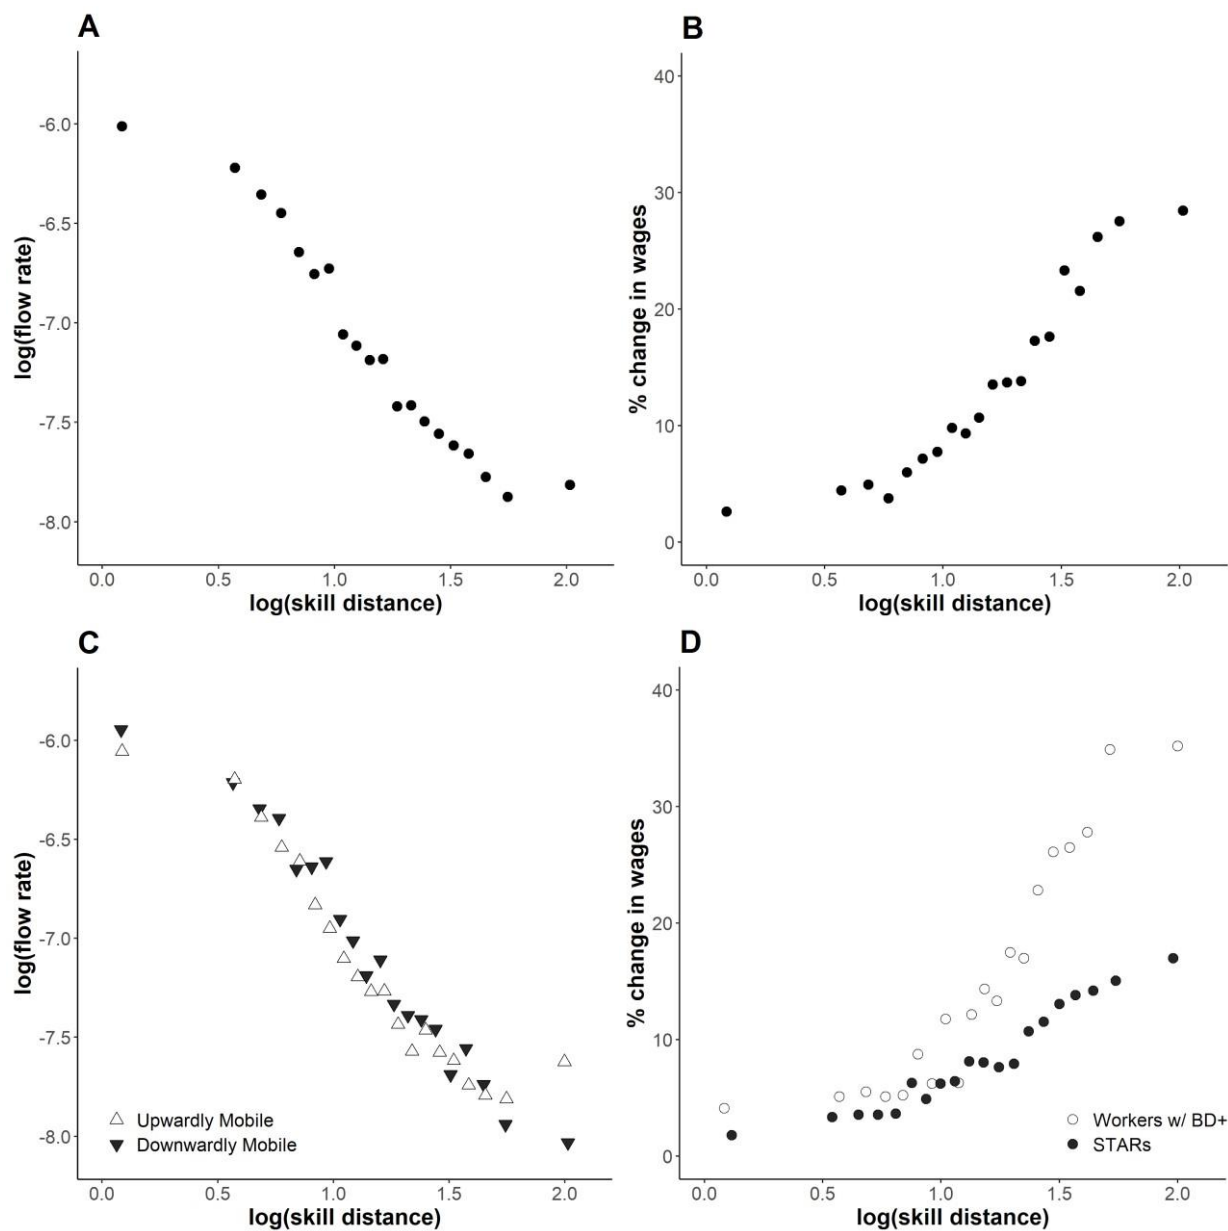 A
-6.0
-6.5
-7.0
-7.5
-8.0
log(flow rate)
0.0 0.5 1.0 1.5 2.0
log(skill distance)
B
40
30
20
10
0
% change in wages
0.0 0.5 1.0 1.5 2.0
log(skill distance)
C
-6.0
-6.5
-7.0
-7.5
-8.0
log(flow rate)
Upwardly Mobile
Downwardly Mobile
0.0 0.5 1.0 1.5 2.0
log(skill distance)
D
40
30
20
10
0
% change in wages
Workers w/ BD+
STARs
0.0 0.5 1.0 1.5 2.0
log(skill distance)